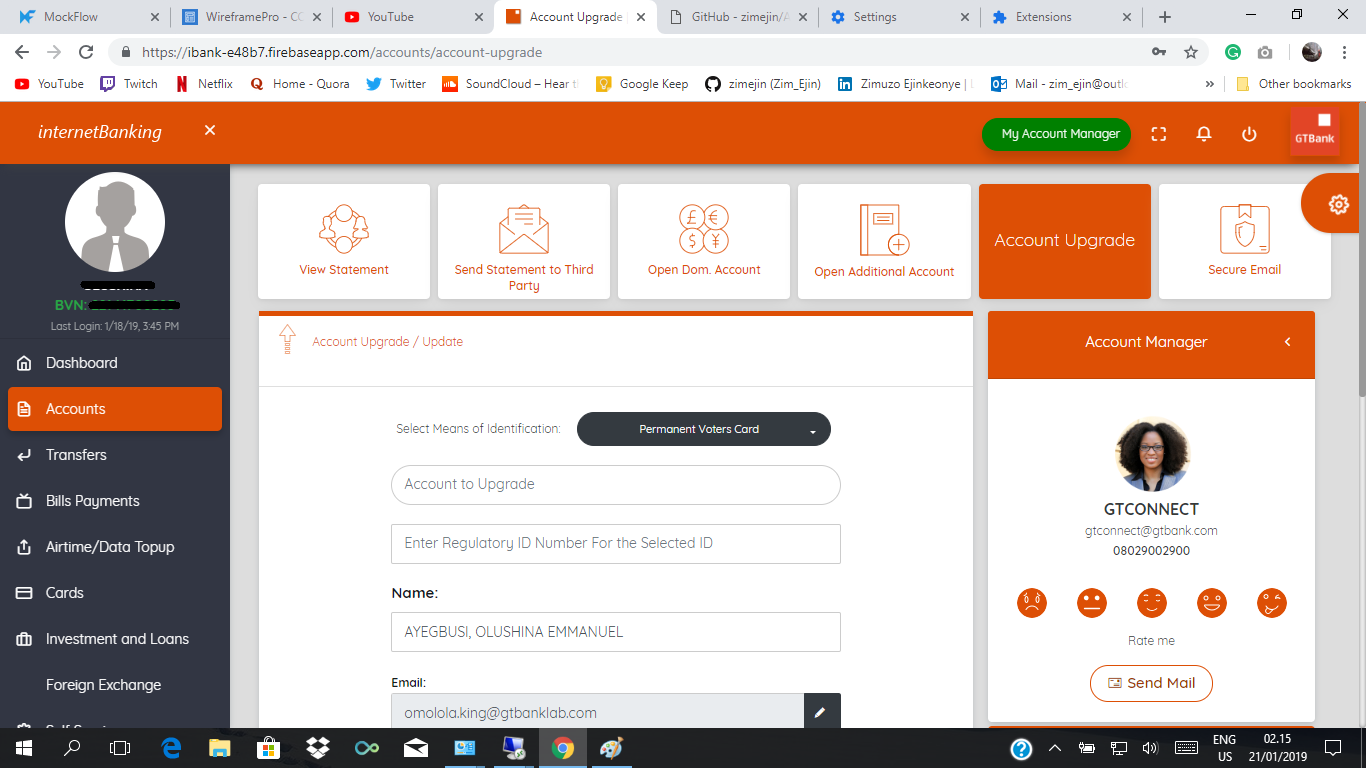 MockFlow
WireframePro - CC
YouTube
Account Upgrade
GitHub - zimejin/A
Settings
Extensions
https://ibank-e48b7.firebaseapp.com/accounts/account-upgrade
YouTube
Twitch
Netflix
Home - Quora
Twitter
SoundCloud – Hear t
Google Keep
zimejin (Zim_Ejin)
Zimuzo Ejinkeonye |
Mail - zim_ejin@outl
Other bookmarks
internetBanking
My Account Manager
GTBank
BVN:
Last Login: 1/18/19, 3:45 PM
Dashboard
Accounts
Transfers
Bills Payments
Airtime/Data Topup
Cards
Investment and Loans
Foreign Exchange
View Statement
Send Statement to Third
Party
Open Dom. Account
Open Additional Account
Account Upgrade
Secure Email
Account Upgrade / Update
Select Means of Identification:
Permanent Voters Card
Account to Upgrade
Enter Regulatory ID Number For the Selected ID
Name:
AYEGBUSI, OLUSHINA EMMANUEL
Email:
omolola.king@gtbanklab.com
Account Manager
GTCONNECT
gtconnect@gtbank.com
08029002900
Rate me
Send Mail
ENG
US
02.15
21/01/2019